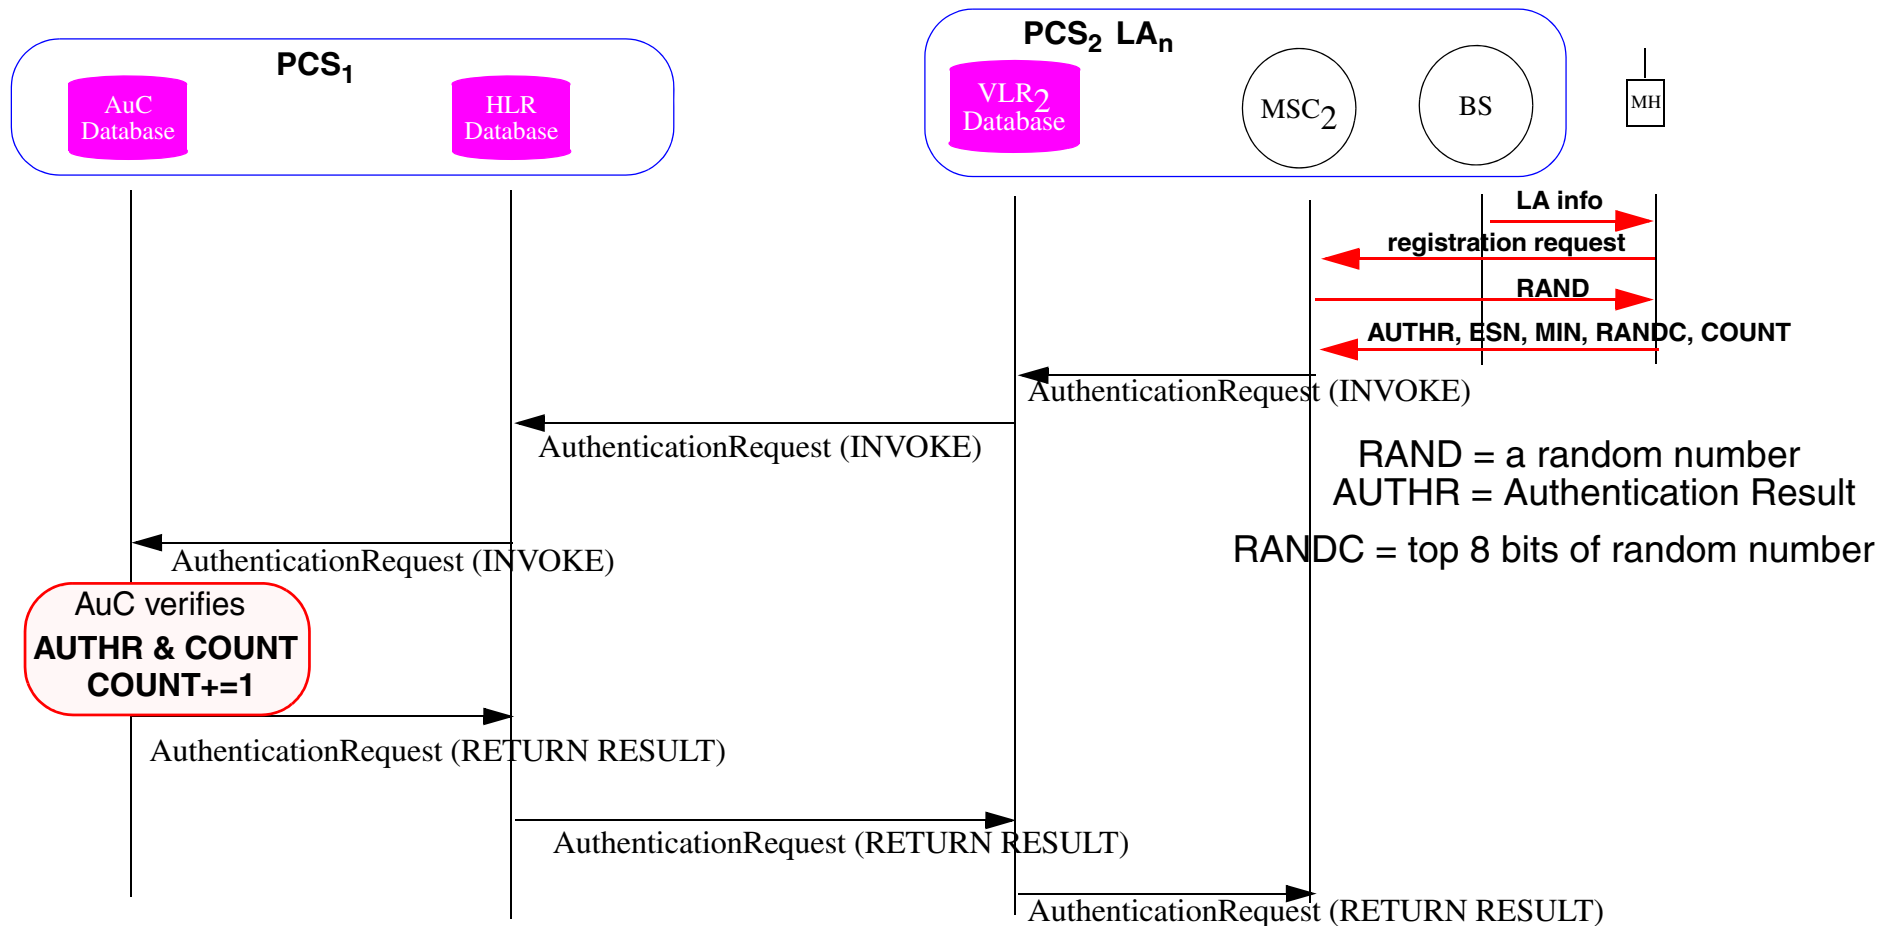 PCS1
PCS2 LAn
AuC
Database
HLR
Database
VLR2
Database
MSC2
BS
MH
LA info
registration request
RAND
AUTHR, ESN, MIN, RANDC, COUNT
AuthenticationRequest (INVOKE)
AuthenticationRequest (INVOKE)
RAND = a random number
AUTHR = Authentication Result
RANDC = top 8 bits of random number
AuthenticationRequest (INVOKE)
AuC verifies
AUTHR & COUNT
COUNT+=1
AuthenticationRequest (RETURN RESULT)
AuthenticationRequest (RETURN RESULT)
AuthenticationRequest (RETURN RESULT)